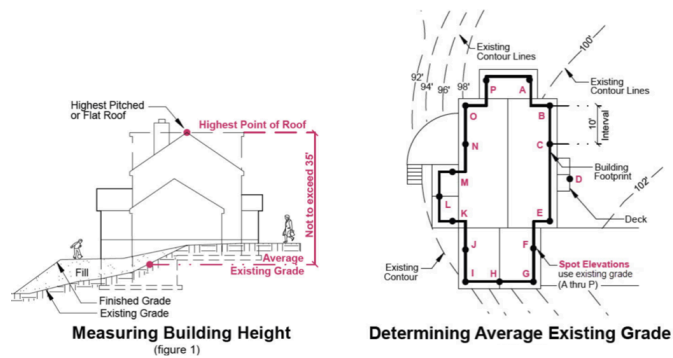 Highest Pitched
or Flat Roof
Highest Point of Roof
Not to exceed 35'
Average
Existing Grade
Fill
Finished Grade
Existing Grade
Measuring Building Height
(figure 1)
Existing
Contour Lines
100'
92'
94'
96'
98'
Existing
Contour Lines
P
A
O
B
10'
Interval
N
C
Building
Footprint
M
D
102'
L
K
E
Deck
J
F
Spot Elevations
use existing grade
(A thru P)
Existing
Contour
I
H
G
Determining Average Existing Grade